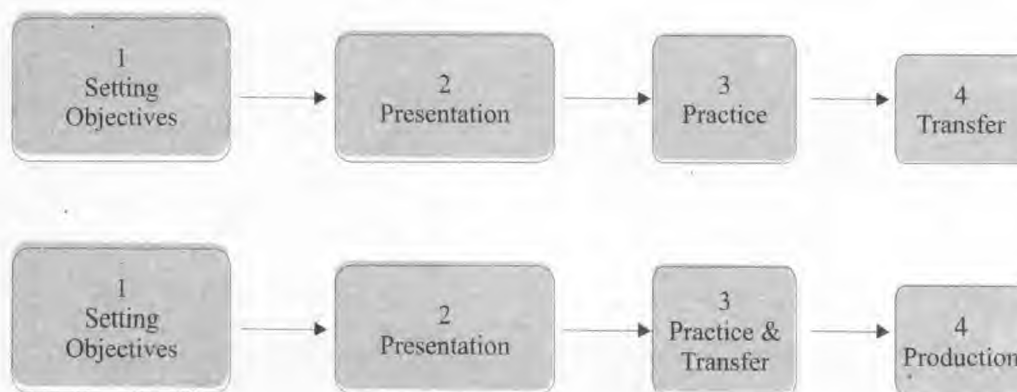 1
Setting
Objectives
2
Presentation
3
Practice
4
Transfer
1
Setting
Objectives
2
Presentation
3
Practice &
Transfer
4
Production